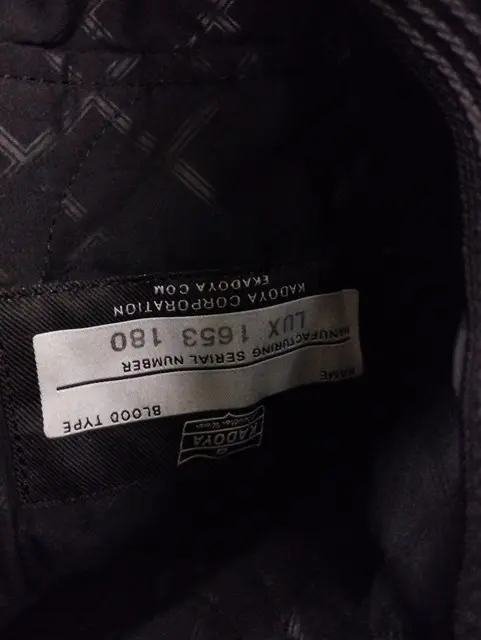 KADOYA
NAME
BLOOD TYPE
MANUFACTURING SERIAL NUMBER
LUX 1653 180
KADOYA CORPORATION
EKADOYA COM